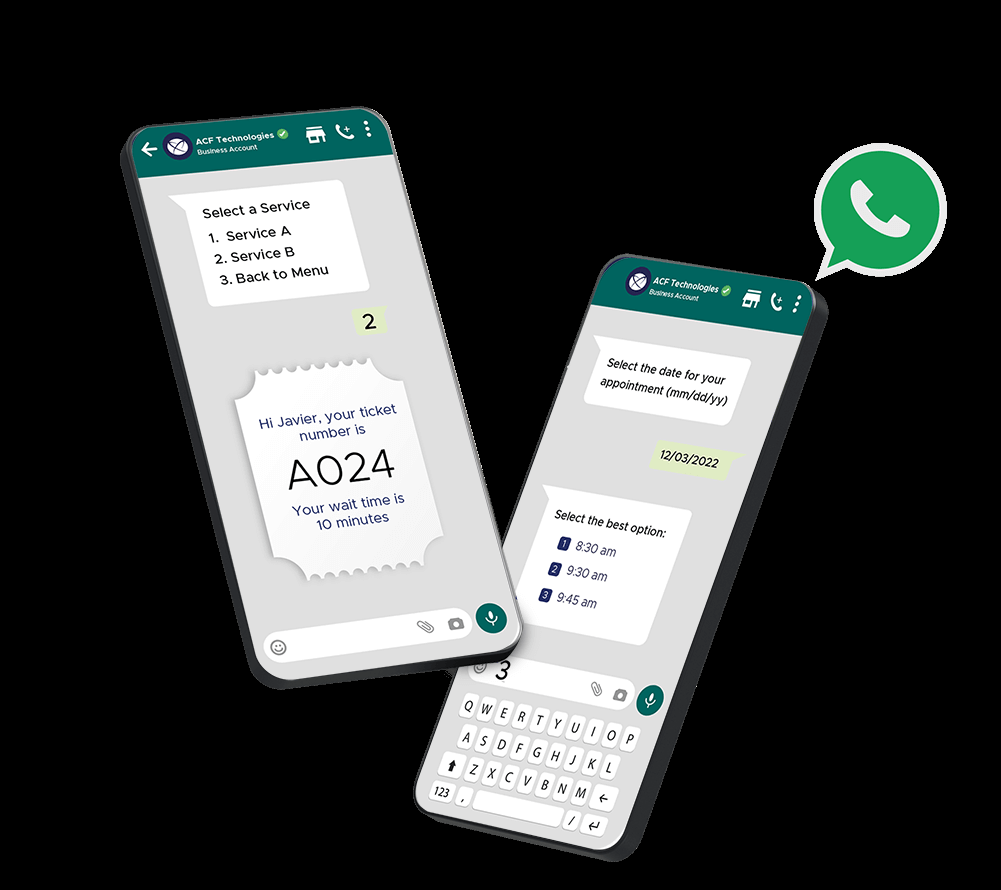 ACF Technologies
Business Account
Select a Service
1. Service A
2. Service B
3. Back to Menu
2
Hi Javier, your ticket
number is
A024
Your wait time is
10 minutes
ACF Technologies
Business Account
Select the date for your
appointment (mm/dd/yy)
12/03/2022
Select the best option:
1 8:30 am
2 9:30 am
3 9:45 am
3
Q W E R T Y U I O P
A S D F G H J K L
Z X C V B N M
123 , /